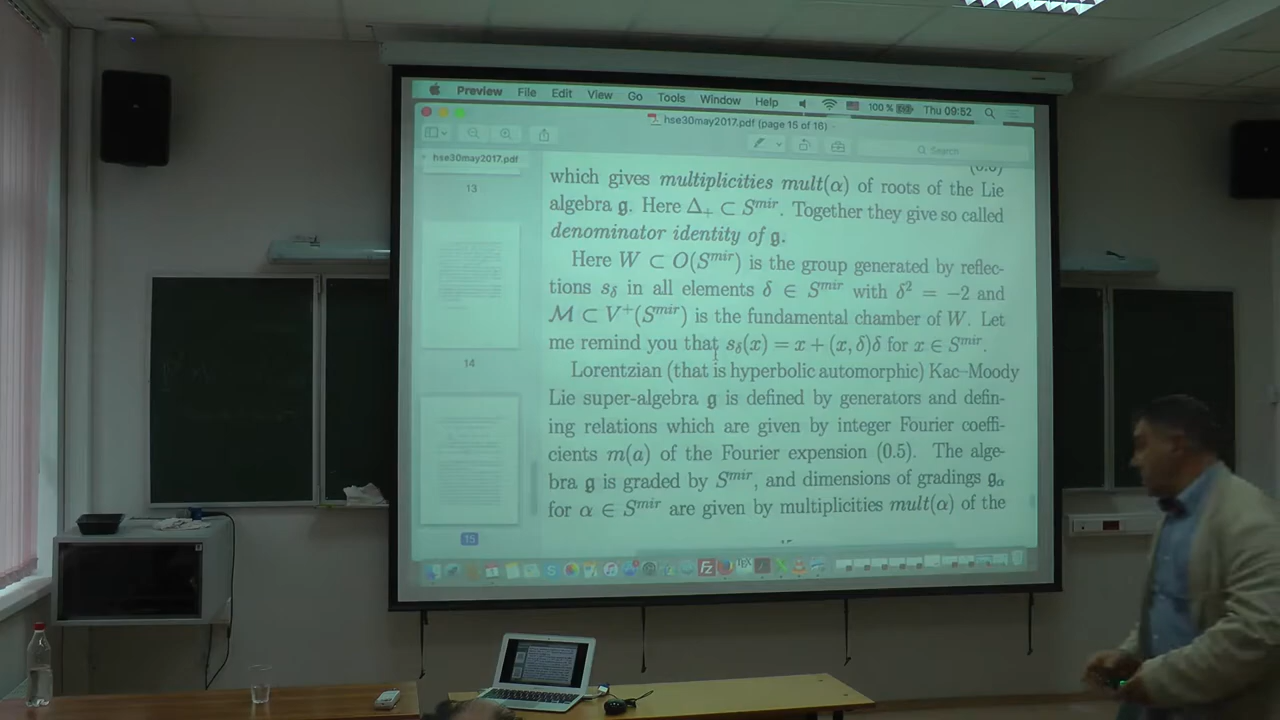 Preview File Edit View Go Tools Window Help 100 % Thu 09:52
hse30may2017.pdf (page 15 of 16)
Search
hse30may2017.pdf
13
14
15
which gives multiplicities mult(α) of roots of the Lie
algebra 𝔤. Here Δ₊ ⊂ S^{mir}. Together they give so called
denominator identity of 𝔤.
Here W ⊂ O(S^{mir}) is the group generated by reflec-
tions s_δ in all elements δ ∈ S^{mir} with δ² = −2 and
ℳ ⊂ V⁺(S^{mir}) is the fundamental chamber of W. Let
me remind you that s_δ(x) = x + (x, δ)δ for x ∈ S^{mir}.
Lorentzian (that is hyperbolic automorphic) Kac–Moody
Lie super-algebra 𝔤 is defined by generators and defin-
ing relations which are given by integer Fourier coeffi-
cients m(a) of the Fourier expension (0.5). The alge-
bra 𝔤 is graded by S^{mir}, and dimensions of gradings 𝔤_α
for α ∈ S^{mir} are given by multiplicities mult(α) of the